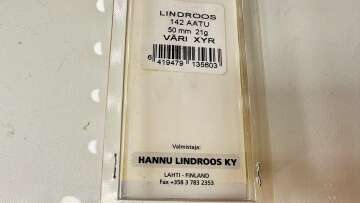 LINDROOS
142 AATU
50 mm 21g
VÄRI XYR
6 419479 135603
Valmistaja:
HANNU LINDROOS KY
LAHTI - FINLAND
Fax +358 3 783 2353